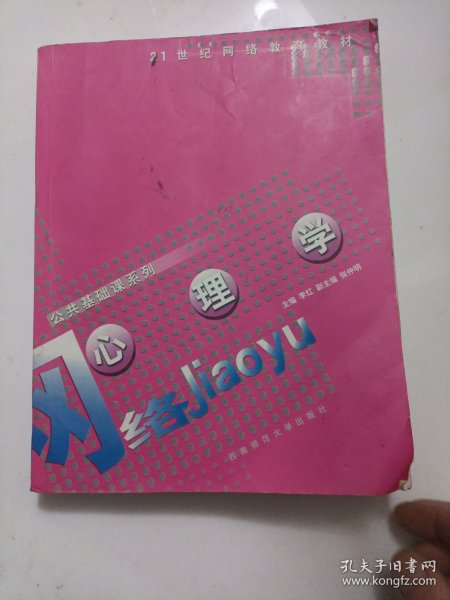 21世纪网络教育教材
公共基础课系列
心理学
主编 李红 副主编 张仲明
网络Jiaoyu
西南师范大学出版社
孔夫子旧书网
www.kongfz.com